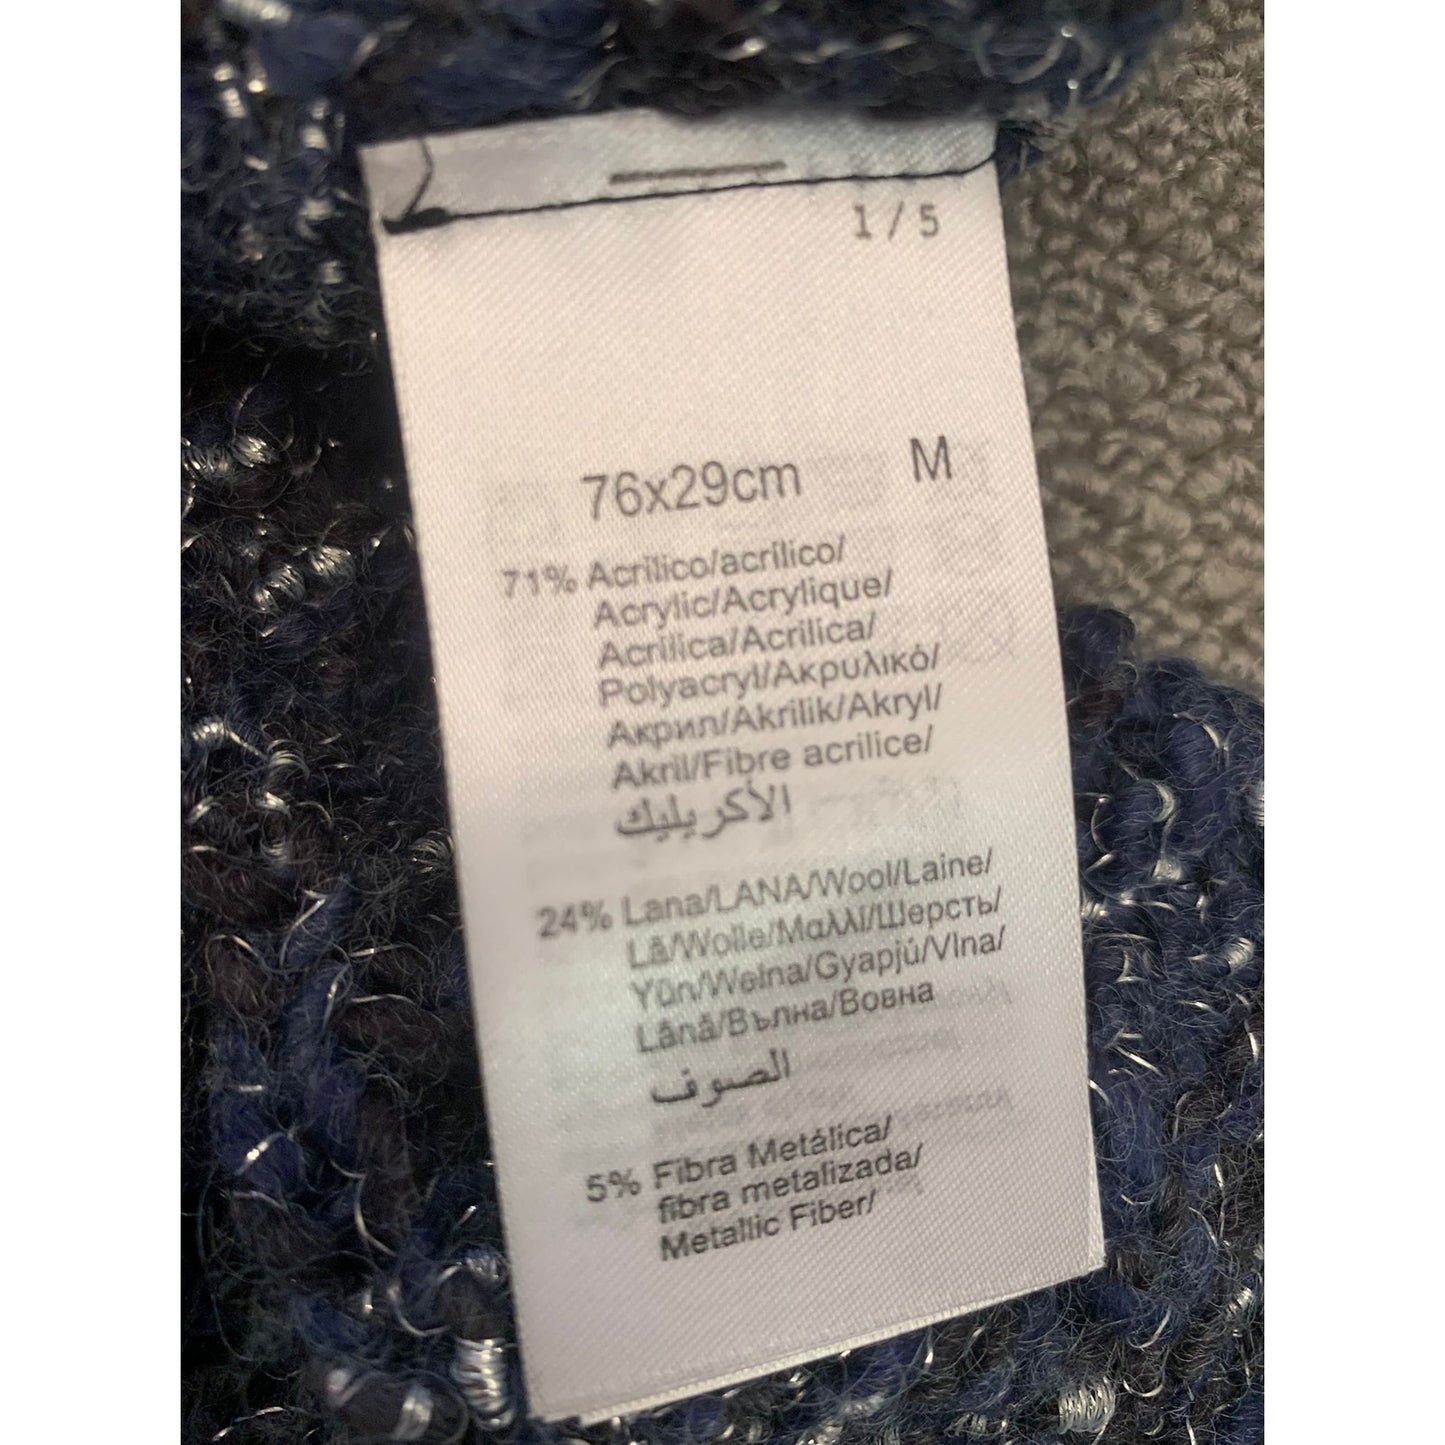 1 / 5
76x29cm M
71% Acrílico/acrílico/
Acrylic/Acrylique/
Acrilica/Acrilica/
Polyacryl/Ακρυλικό/
Акрил/Akrilik/Akryl/
Akril/Fibre acrilice/
الأكريليك
24% Lana/LANA/Wool/Laine/
Lã/Wolle/Μαλλί/Шерсть/
Yün/Wełna/Gyapjú/Vlna/
Lână/Вълна/Вовна
الصوف
5% Fibra Metálica/
fibra metalizada/
Metallic Fiber/